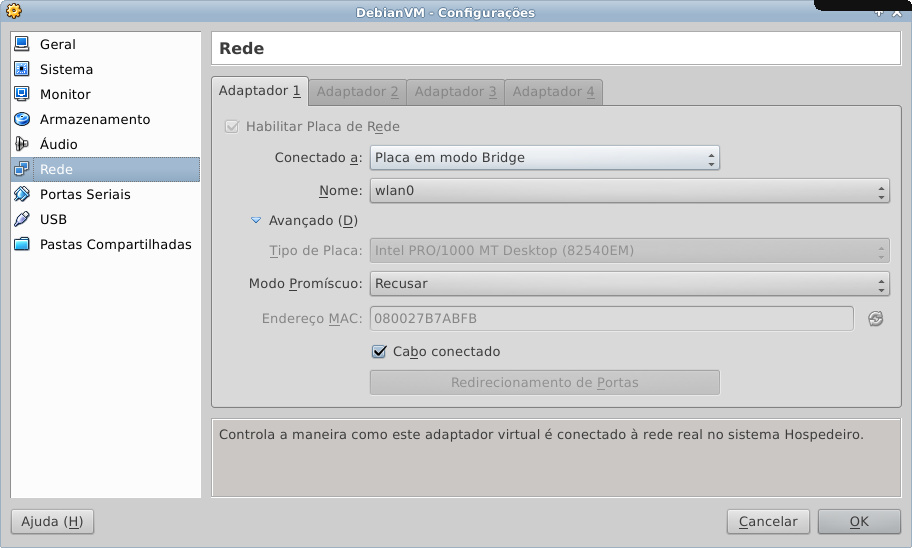 DebianVM - Configurações
Geral
Sistema
Monitor
Armazenamento
Áudio
Rede
Portas Seriais
USB
Pastas Compartilhadas
Rede
Adaptador 1 Adaptador 2 Adaptador 3 Adaptador 4
Habilitar Placa de Rede
Conectado a: Placa em modo Bridge
Nome: wlan0
Avançado (D)
Tipo de Placa: Intel PRO/1000 MT Desktop (82540EM)
Modo Promíscuo: Recusar
Endereço MAC: 080027B7ABFB
Cabo conectado
Redirecionamento de Portas
Controla a maneira como este adaptador virtual é conectado à rede real no sistema Hospedeiro.
Ajuda (H) Cancelar OK